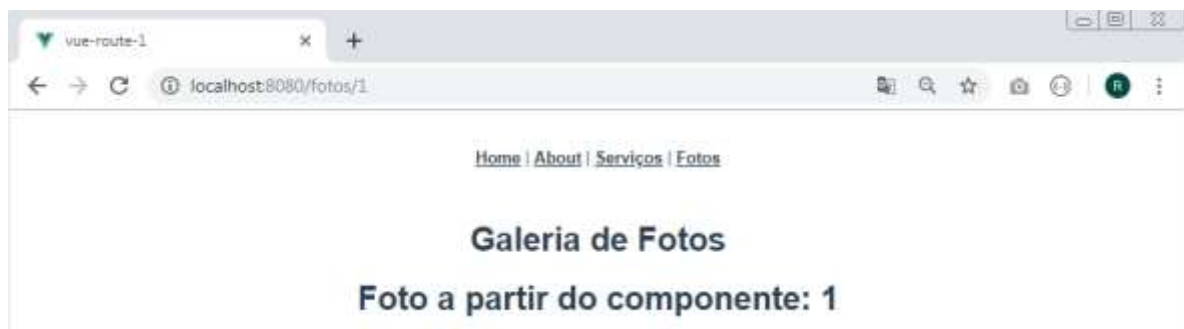 vue-route-1
localhost:8080/fotos/1
R
Home | About | Serviços | Fotos
Galeria de Fotos
Foto a partir do componente: 1